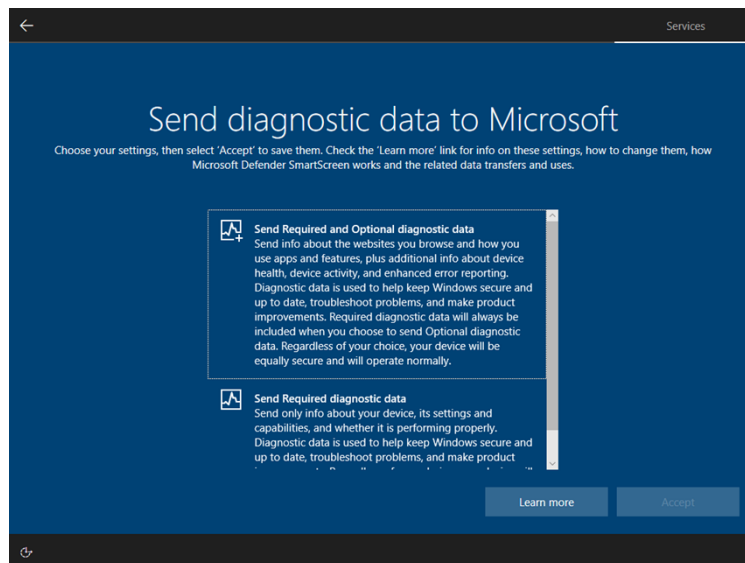 Services
Send diagnostic data to Microsoft
Choose your settings, then select 'Accept' to save them. Check the 'Learn more' link for info on these settings, how to change them, how
Microsoft Defender SmartScreen works and the related data transfers and uses.
Send Required and Optional diagnostic data
Send info about the websites you browse and how you
use apps and features, plus additional info about device
health, device activity, and enhanced error reporting.
Diagnostic data is used to help keep Windows secure and
up to date, troubleshoot problems, and make product
improvements. Required diagnostic data will always be
included when you choose to send Optional diagnostic
data. Regardless of your choice, your device will be
equally secure and will operate normally.
Send Required diagnostic data
Send only info about your device, its settings and
capabilities, and whether it is performing properly.
Diagnostic data is used to help keep Windows secure and
up to date, troubleshoot problems, and make product
Learn more
Accept